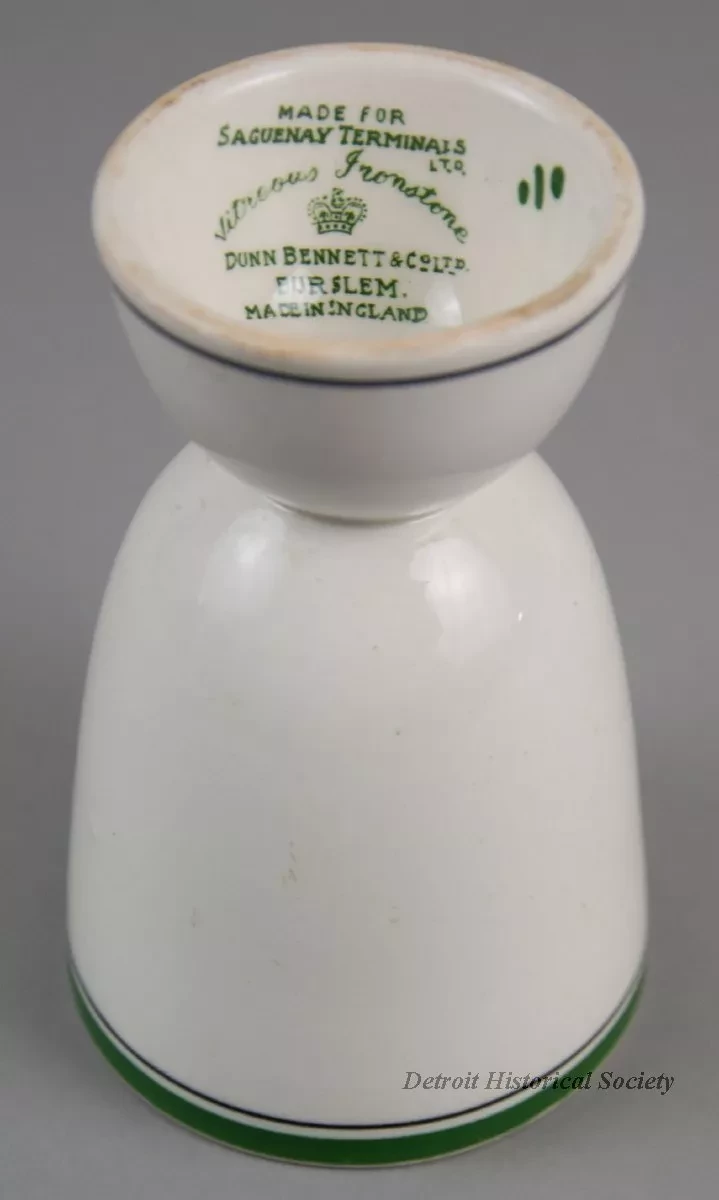 MADE FOR
SAGUENAY TERMINALS
LTD.
Vitreous Ironstone
DUNN BENNETT & CO LTD.
BURSLEM.
MADE IN ENGLAND
Detroit Historical Society